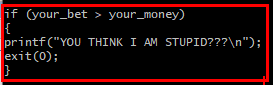 if (your_bet > your_money)
{
printf("YOU THINK I AM STUPID???\n");
exit(0);
}